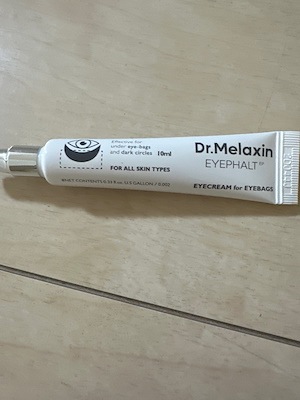 Effective for
under eye-bags
and dark circles 10ml
FOR ALL SKIN TYPES
Dr.Melaxin
EYEPHALT
EYECREAM for EYEBAGS